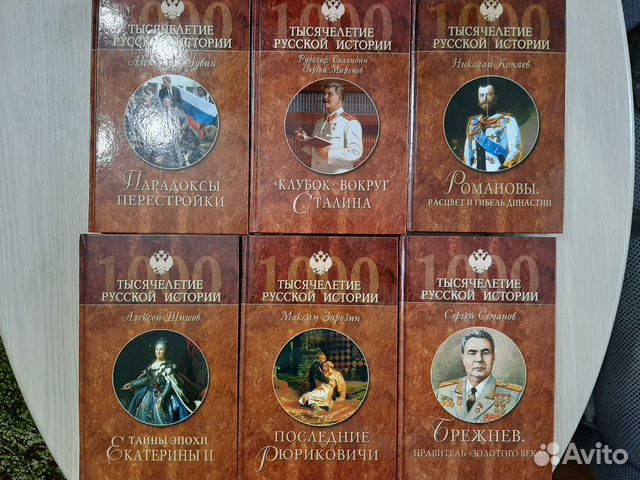 1000
ТЫСЯЧЕЛЕТИЕ
РУССКОЙ ИСТОРИИ
ПАРАДОКСЫ
ПЕРЕСТРОЙКИ
1000
ТЫСЯЧЕЛЕТИЕ
РУССКОЙ ИСТОРИИ
Рудольф Баландин
Сергей Миронов
«КЛУБОК» ВОКРУГ
СТАЛИНА
1000
ТЫСЯЧЕЛЕТИЕ
РУССКОЙ ИСТОРИИ
Николай Коняев
РОМАНОВЫ.
РАСЦВЕТ И ГИБЕЛЬ ДИНАСТИИ
1000
ТЫСЯЧЕЛЕТИЕ
РУССКОЙ ИСТОРИИ
Алексей Шишов
ТАЙНЫ ЭПОХИ
ЕКАТЕРИНЫ II
1000
ТЫСЯЧЕЛЕТИЕ
РУССКОЙ ИСТОРИИ
Максим Зарезин
ПОСЛЕДНИЕ
РЮРИКОВИЧИ
1000
ТЫСЯЧЕЛЕТИЕ
РУССКОЙ ИСТОРИИ
Сергей Семанов
БРЕЖНЕВ.
ПРАВИТЕЛЬ «ЗОЛОТОГО ВЕКА»
Avito